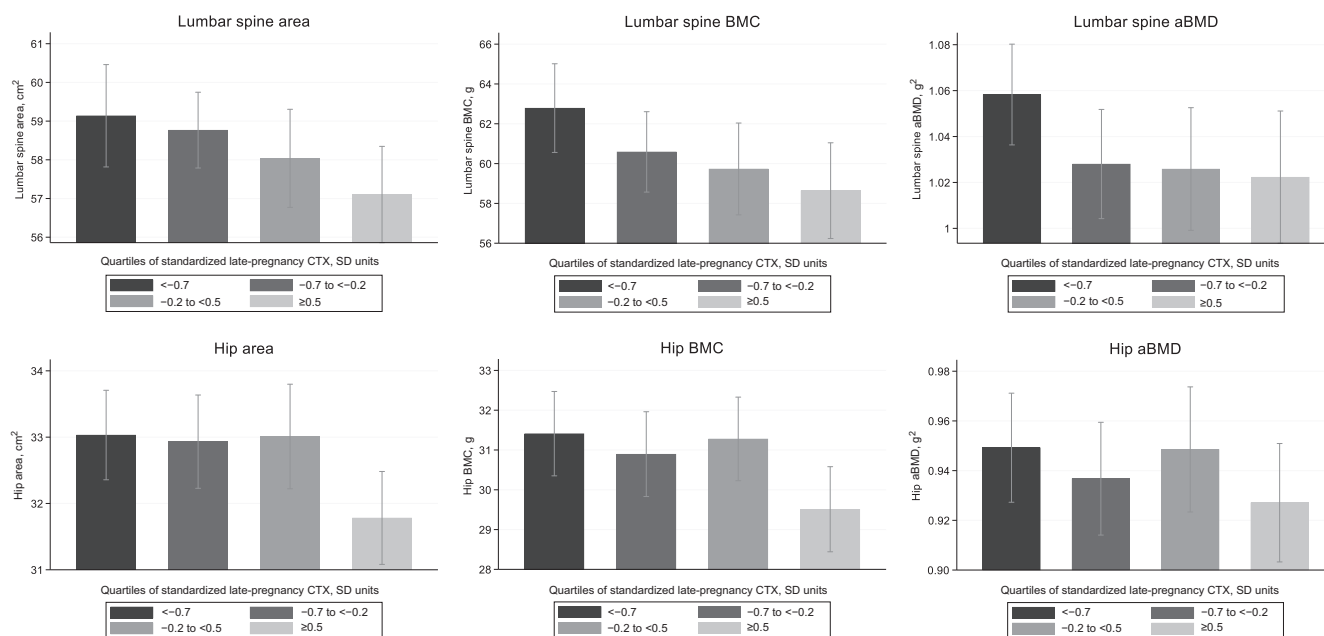 Lumbar spine area
Lumbar spine BMC
Lumbar spine aBMD
61
60
59
58
57
56
Lumbar spine area, cm²
66
64
62
60
58
56
Lumbar spine BMC, g
1.08
1.06
1.04
1.02
1
Lumbar spine aBMD, g²
Quartiles of standardized late-pregnancy CTX, SD units
<−0.7 −0.7 to <−0.2
−0.2 to <0.5 ≥0.5
Quartiles of standardized late-pregnancy CTX, SD units
<−0.7 −0.7 to <−0.2
−0.2 to <0.5 ≥0.5
Quartiles of standardized late-pregnancy CTX, SD units
<−0.7 −0.7 to <−0.2
−0.2 to <0.5 ≥0.5
Hip area
Hip BMC
Hip aBMD
34
33
32
31
Hip area, cm²
33
32
31
30
29
28
Hip BMC, g
0.98
0.96
0.94
0.92
0.90
Hip aBMD, g²
Quartiles of standardized late-pregnancy CTX, SD units
<−0.7 −0.7 to <−0.2
−0.2 to <0.5 ≥0.5
Quartiles of standardized late-pregnancy CTX, SD units
<−0.7 −0.7 to <−0.2
−0.2 to <0.5 ≥0.5
Quartiles of standardized late-pregnancy CTX, SD units
<−0.7 −0.7 to <−0.2
−0.2 to <0.5 ≥0.5